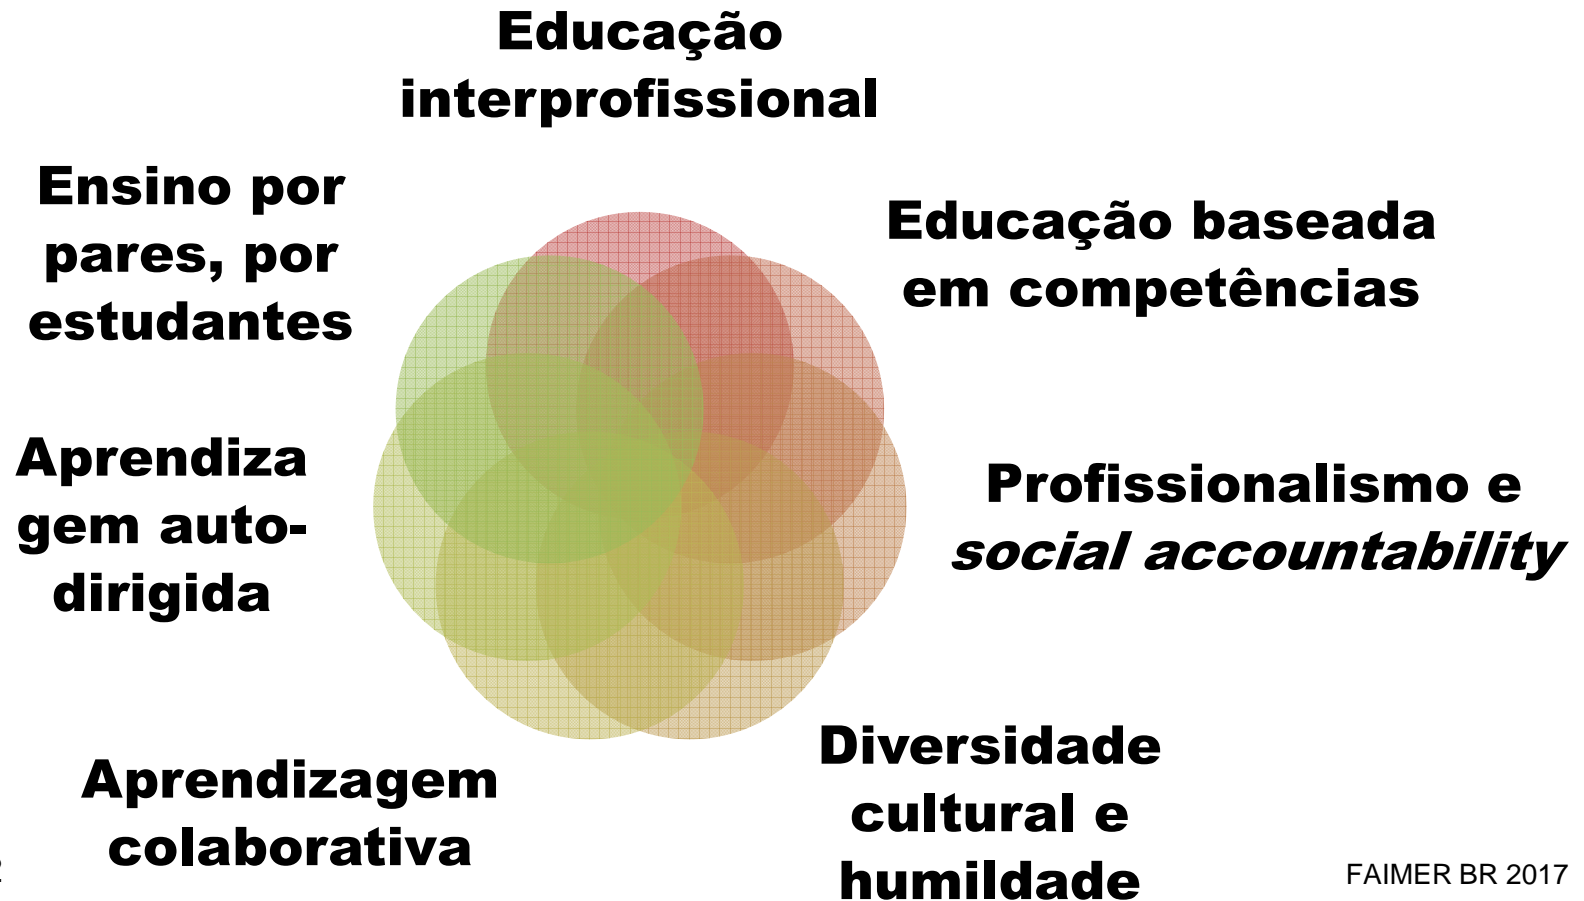 Educação
interprofissional
Ensino por
pares, por
estudantes
Educação baseada
em competências
Aprendiza
gem auto-
dirigida
Profissionalismo e
social accountability
Aprendizagem
colaborativa
Diversidade
cultural e
humildade
FAIMER BR 2017